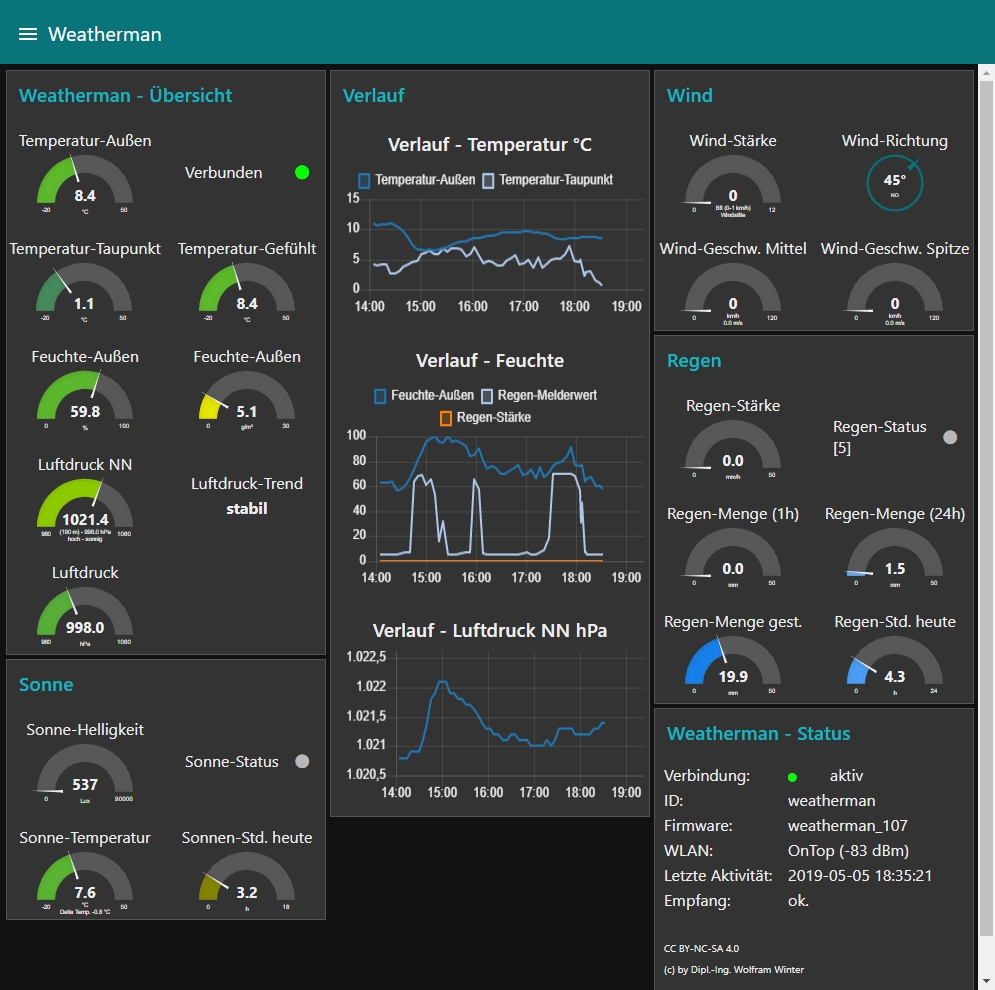 Weatherman
Weatherman - Übersicht
Temperatur-Außen
8.4
°C
-20 50
Verbunden
Temperatur-Taupunkt
1.1
°C
-20 50
Temperatur-Gefühlt
8.4
°C
-20 50
Feuchte-Außen
59.8
%
0 100
Feuchte-Außen
5.1
g/m³
0 30
Luftdruck NN
1021.4
(190 m) - 998.0 hPa
hoch - sonnig
960 1060
Luftdruck-Trend
stabil
Luftdruck
998.0
hPa
960 1060
Sonne
Sonne-Helligkeit
537
Lux
0 90000
Sonne-Status
Sonne-Temperatur
7.6
°C
Delta Temp. -0.8 °C
-20 50
Sonnen-Std. heute
3.2
h
0 18
Verlauf
Verlauf - Temperatur °C
Temperatur-Außen Temperatur-Taupunkt
15
10
5
0
14:00 15:00 16:00 17:00 18:00 19:00
Verlauf - Feuchte
Feuchte-Außen Regen-Melderwert
Regen-Stärke
100
80
60
40
20
0
14:00 15:00 16:00 17:00 18:00 19:00
Verlauf - Luftdruck NN hPa
1.022,5
1.022
1.021,5
1.021
1.020,5
14:00 15:00 16:00 17:00 18:00 19:00
Wind
Wind-Stärke
0
Bft (0-1 km/h)
Windstille
0 12
Wind-Richtung
45°
NO
Wind-Geschw. Mittel
0
km/h
0.0 m/s
0 120
Wind-Geschw. Spitze
0
km/h
0.0 m/s
0 120
Regen
Regen-Stärke
0.0
mm/h
0 50
Regen-Status
[5]
Regen-Menge (1h)
0.0
mm
0 50
Regen-Menge (24h)
1.5
mm
0 50
Regen-Menge gest.
19.9
mm
0 50
Regen-Std. heute
4.3
h
0 24
Weatherman - Status
Verbindung: aktiv
ID: weatherman
Firmware: weatherman_107
WLAN: OnTop (-83 dBm)
Letzte Aktivität: 2019-05-05 18:35:21
Empfang: ok.
CC BY-NC-SA 4.0
(c) by Dipl.-Ing. Wolfram Winter